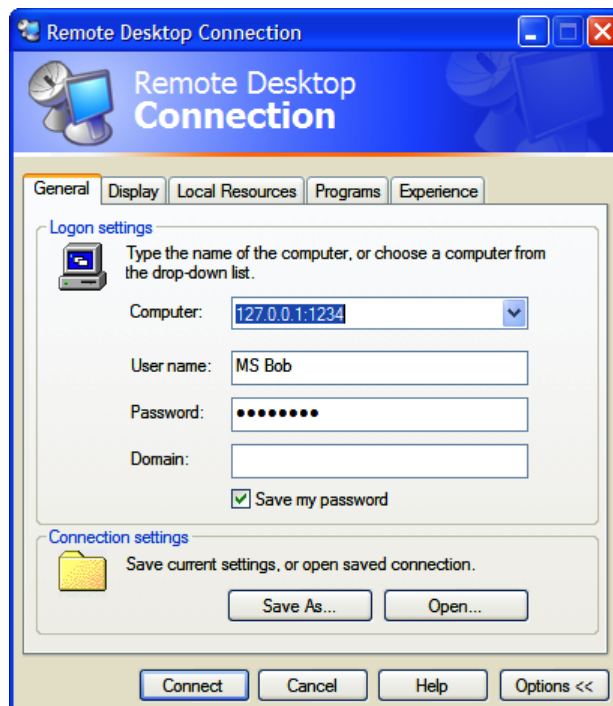 Remote Desktop Connection
Remote Desktop
Connection
General Display Local Resources Programs Experience
Logon settings
Type the name of the computer, or choose a computer from
the drop-down list.
Computer: 127.0.0.1:1234
User name: MS Bob
Password: ••••••••
Domain:
Save my password
Connection settings
Save current settings, or open saved connection.
Save As... Open...
Connect Cancel Help Options <<